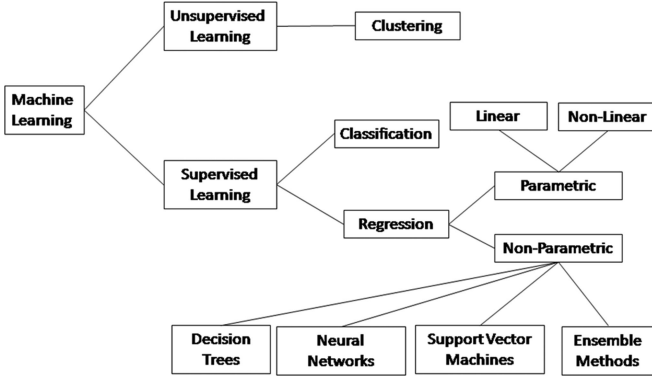 Unsupervised
Learning
Clustering
Machine
Learning
Linear
Non-Linear
Classification
Supervised
Learning
Parametric
Regression
Non-Parametric
Decision
Trees
Neural
Networks
Support Vector
Machines
Ensemble
Methods